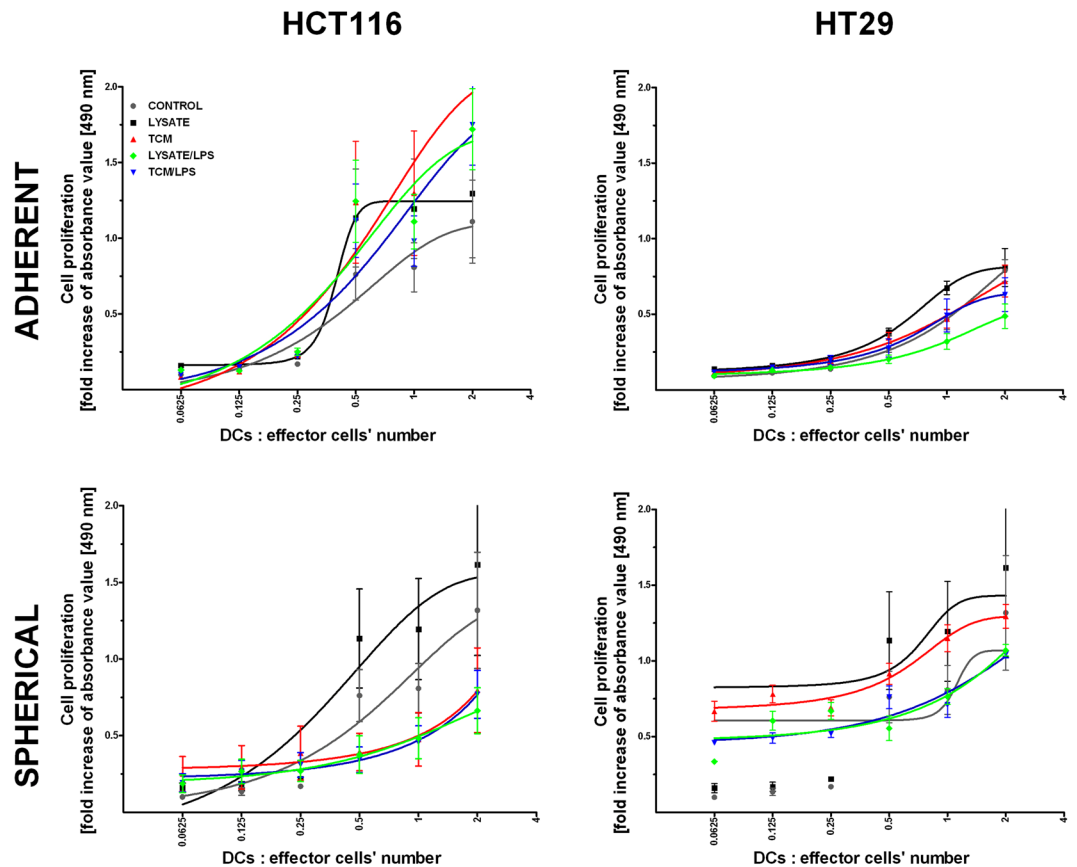 HCT116
HT29
ADHERENT
Cell proliferation
[fold increase of absorbance value [490 nm]
2.0
1.5
1.0
0.5
CONTROL
LYSATE
TCM
LYSATE/LPS
TCM/LPS
0.0625
0.125
0.25
0.5
1
2
4
DCs : effector cells' number
Cell proliferation
[fold increase of absorbance value [490 nm]
2.0
1.5
1.0
0.5
0.0625
0.125
0.25
0.5
1
2
4
DCs : effector cells' number
SPHERICAL
Cell proliferation
[fold increase of absorbance value [490 nm]
2.0
1.5
1.0
0.5
0.0625
0.125
0.25
0.5
1
2
4
DCs : effector cells' number
Cell proliferation
[fold increase of absorbance value [490 nm]
2.0
1.5
1.0
0.5
0.0625
0.125
0.25
0.5
1
2
4
DCs : effector cells' number